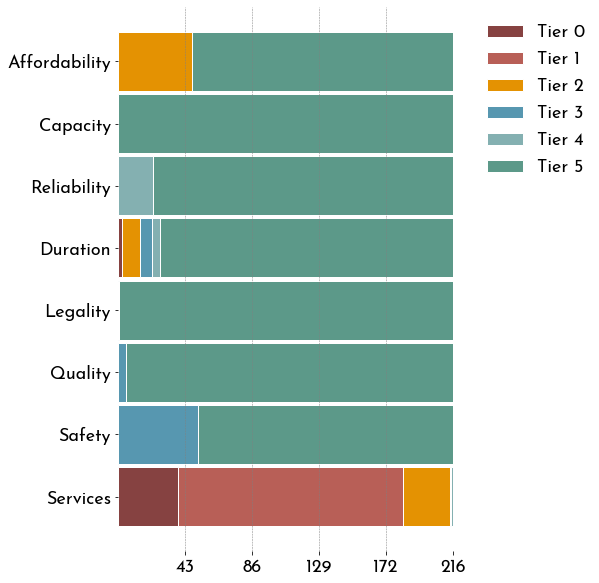 Tier 0
Tier 1
Tier 2
Tier 3
Tier 4
Tier 5
Affordability
Capacity
Reliability
Duration
Legality
Quality
Safety
Services
43 86 129 172 216